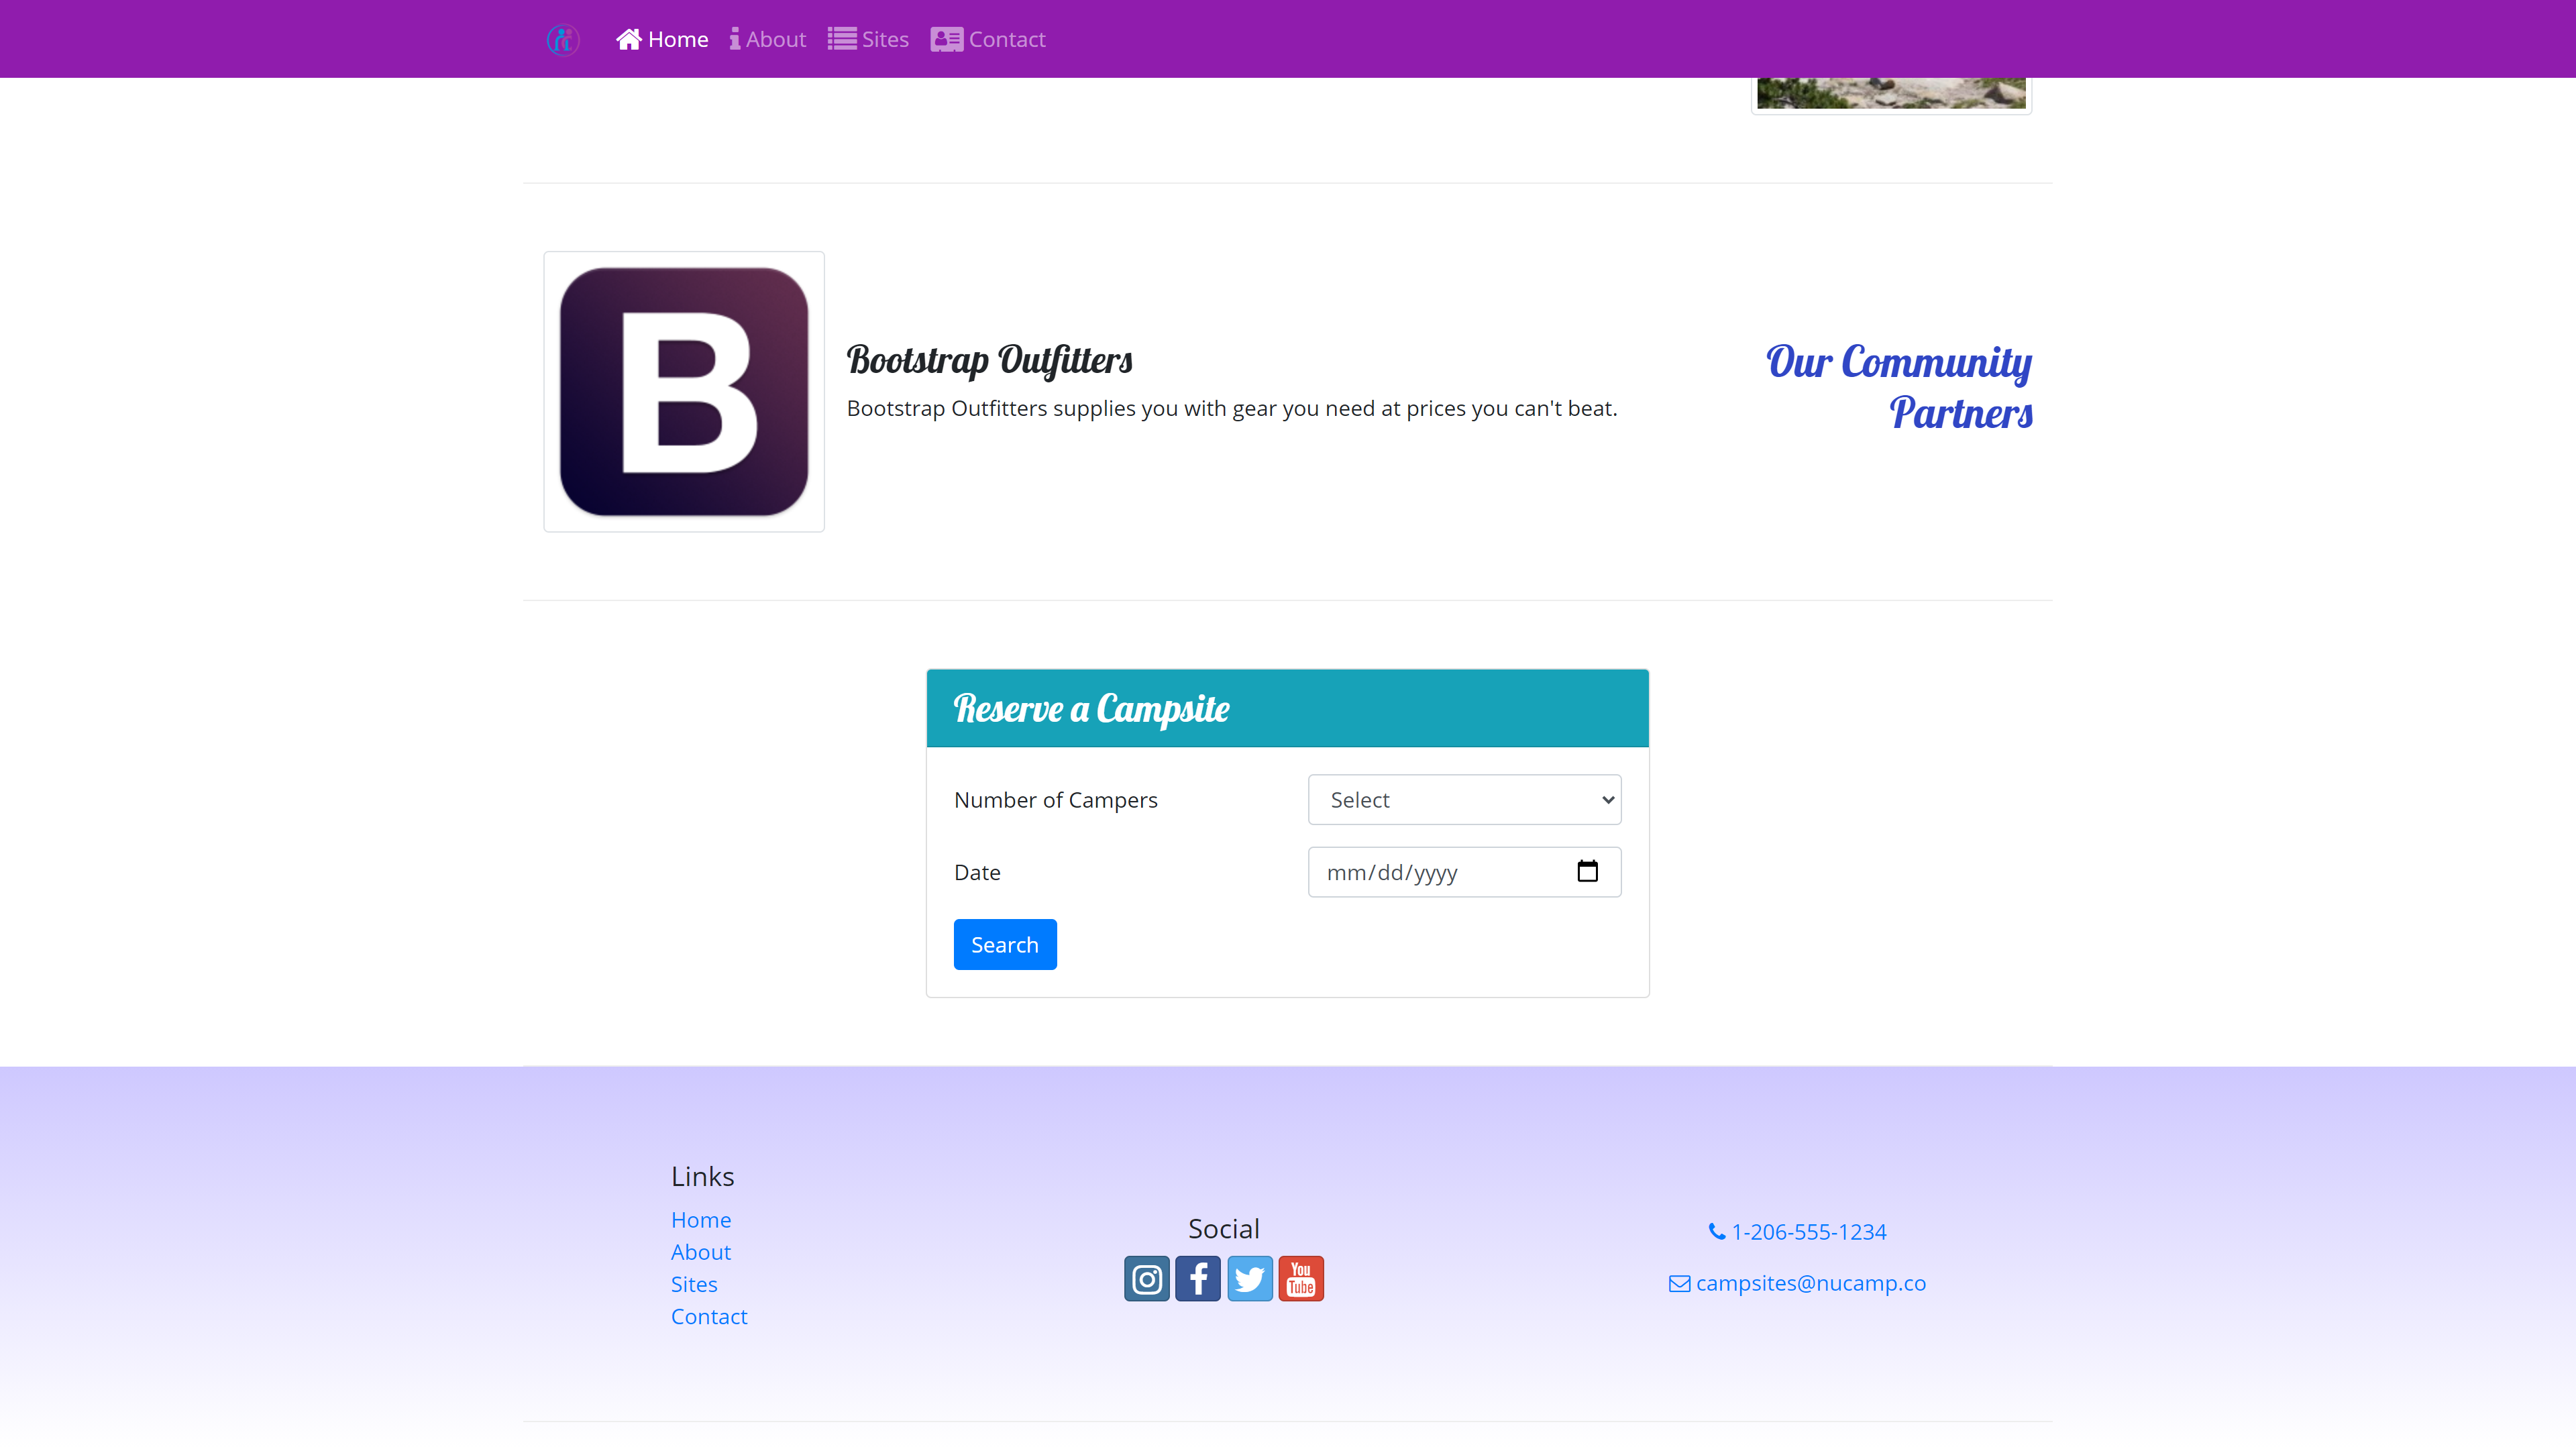 Home About Sites Contact
B
Bootstrap Outfitters
Bootstrap Outfitters supplies you with gear you need at prices you can't beat.
Our Community
Partners
Reserve a Campsite
Number of Campers Select
Date mm/dd/yyyy
Search
Links
Home
About
Sites
Contact
Social
You
Tube
1-206-555-1234
campsites@nucamp.co